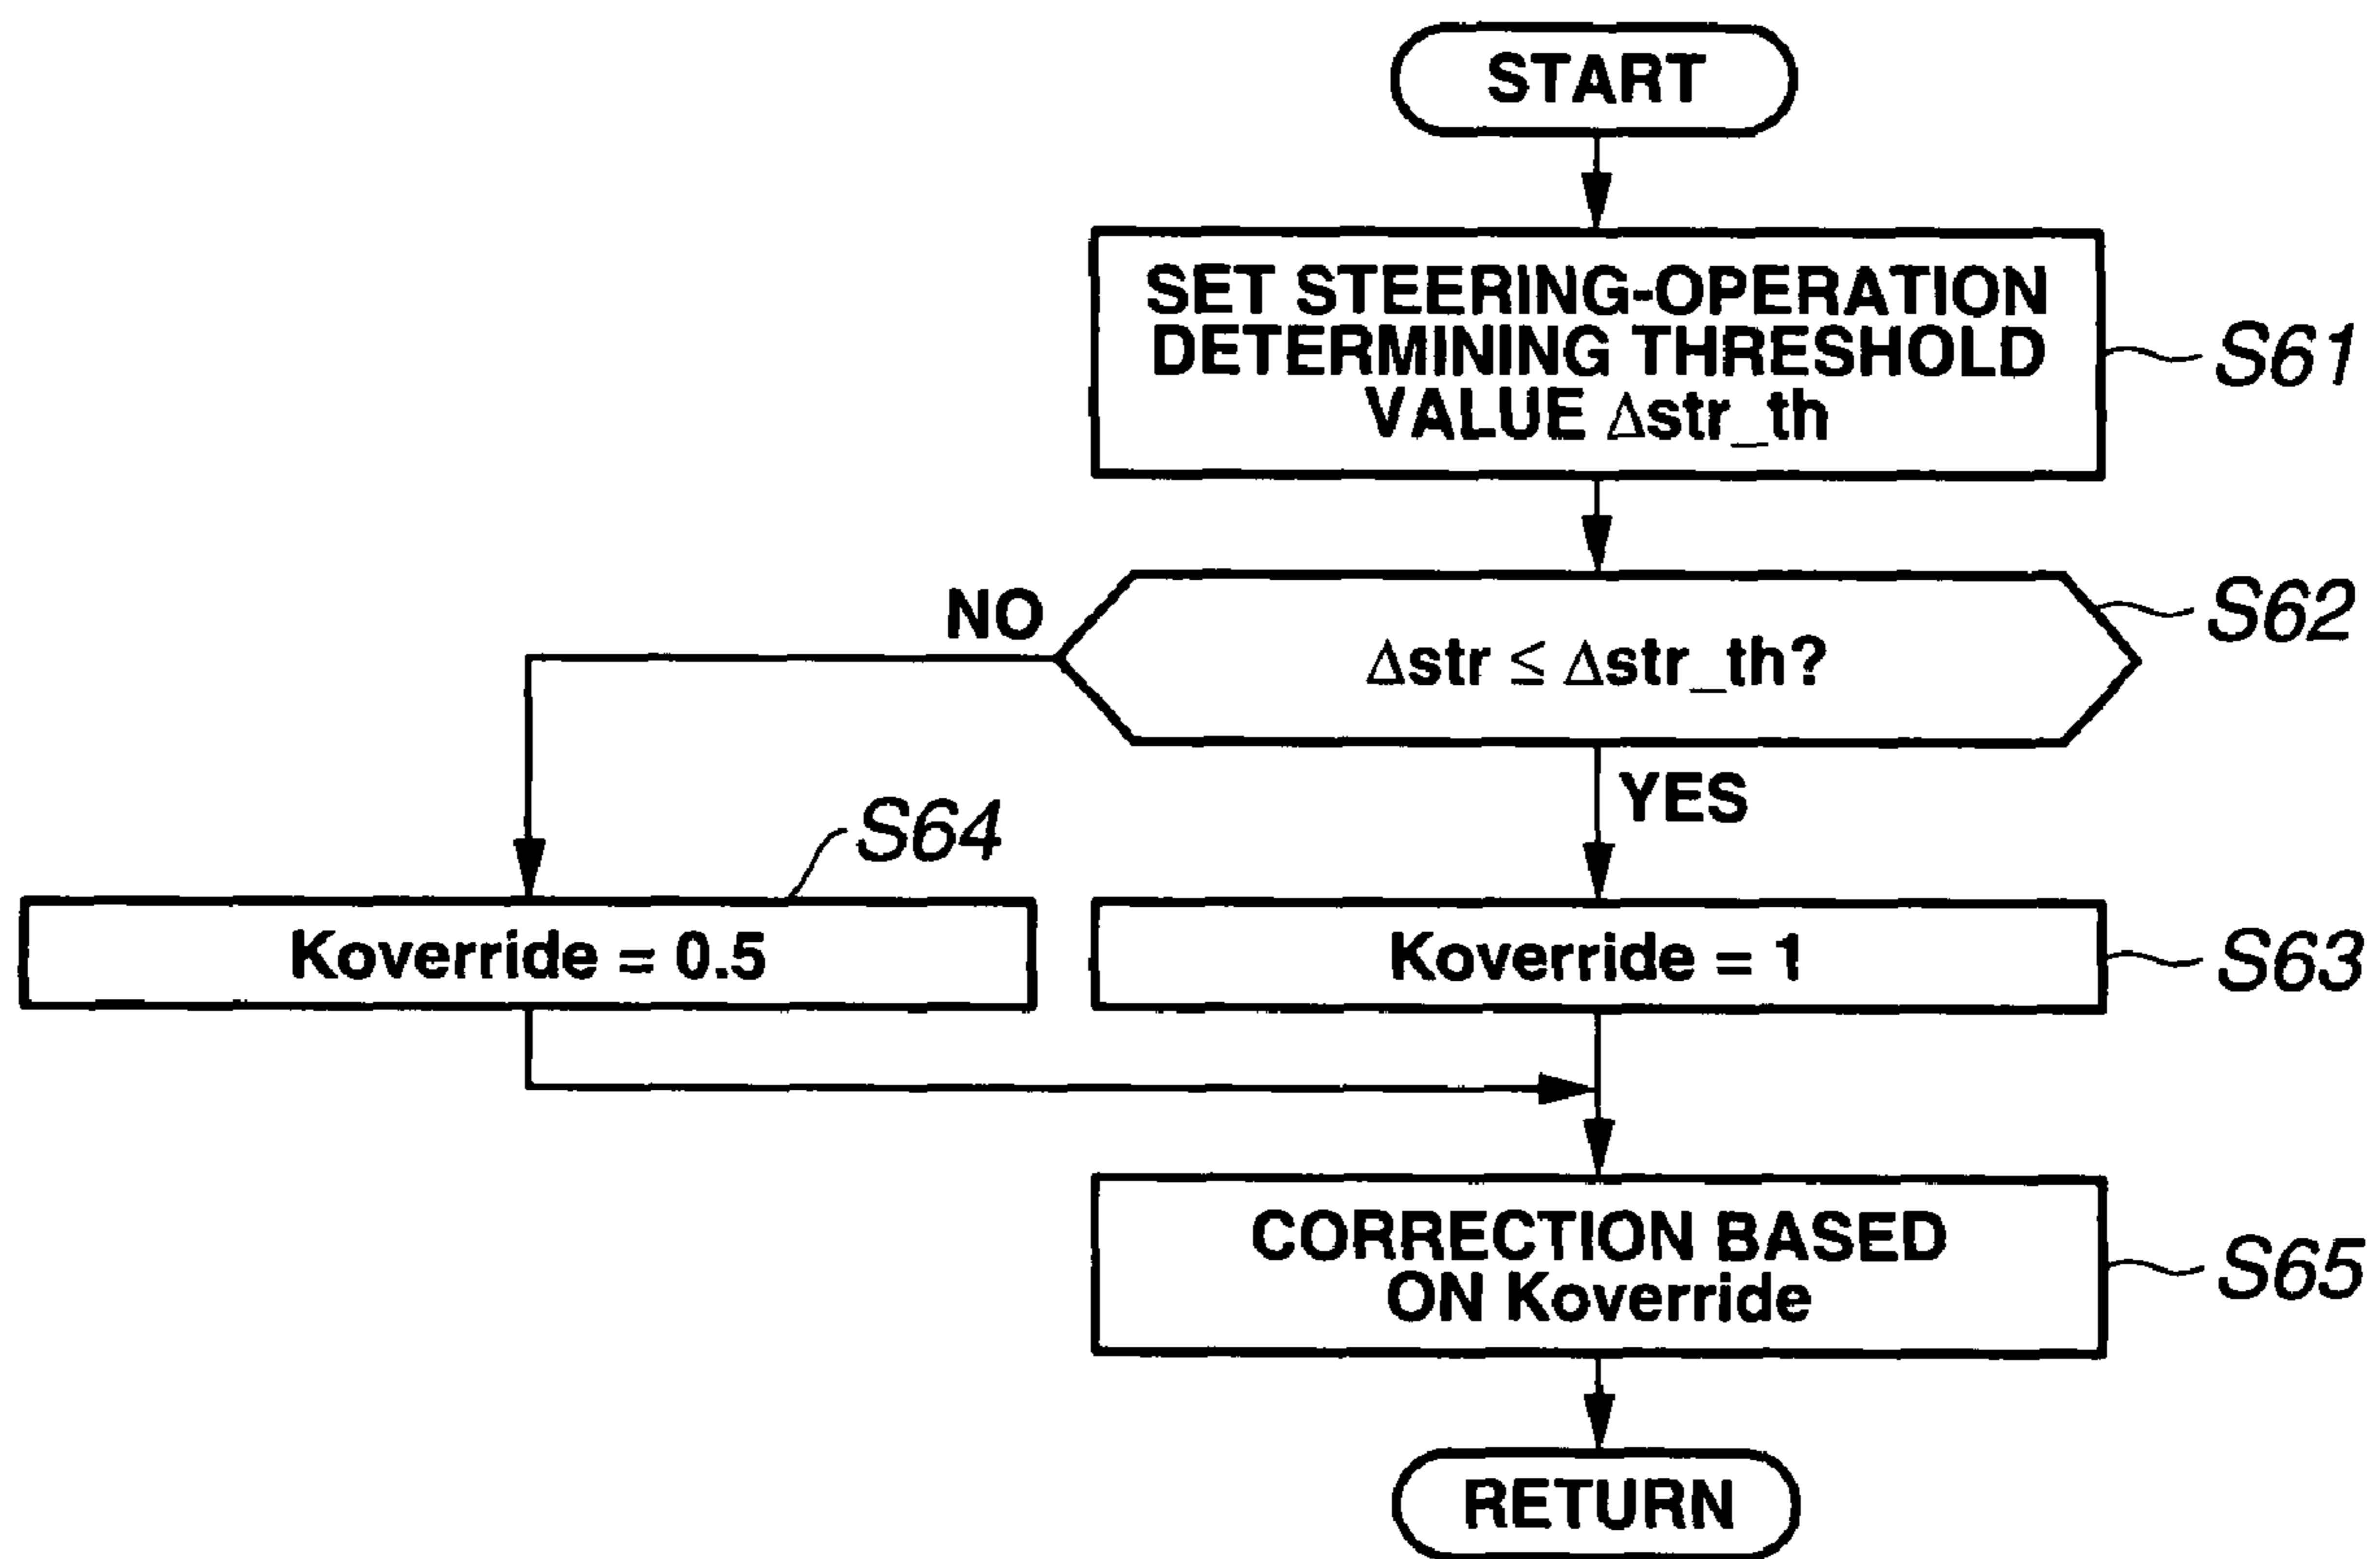 START
SET STEERING-OPERATION
DETERMINING THRESHOLD
VALUE Δstr_th
S61
NO
Δstr ≤ Δstr_th?
S62
YES
S64
Koverride = 0.5
Koverride = 1
S63
CORRECTION BASED
ON Koverride
S65
RETURN